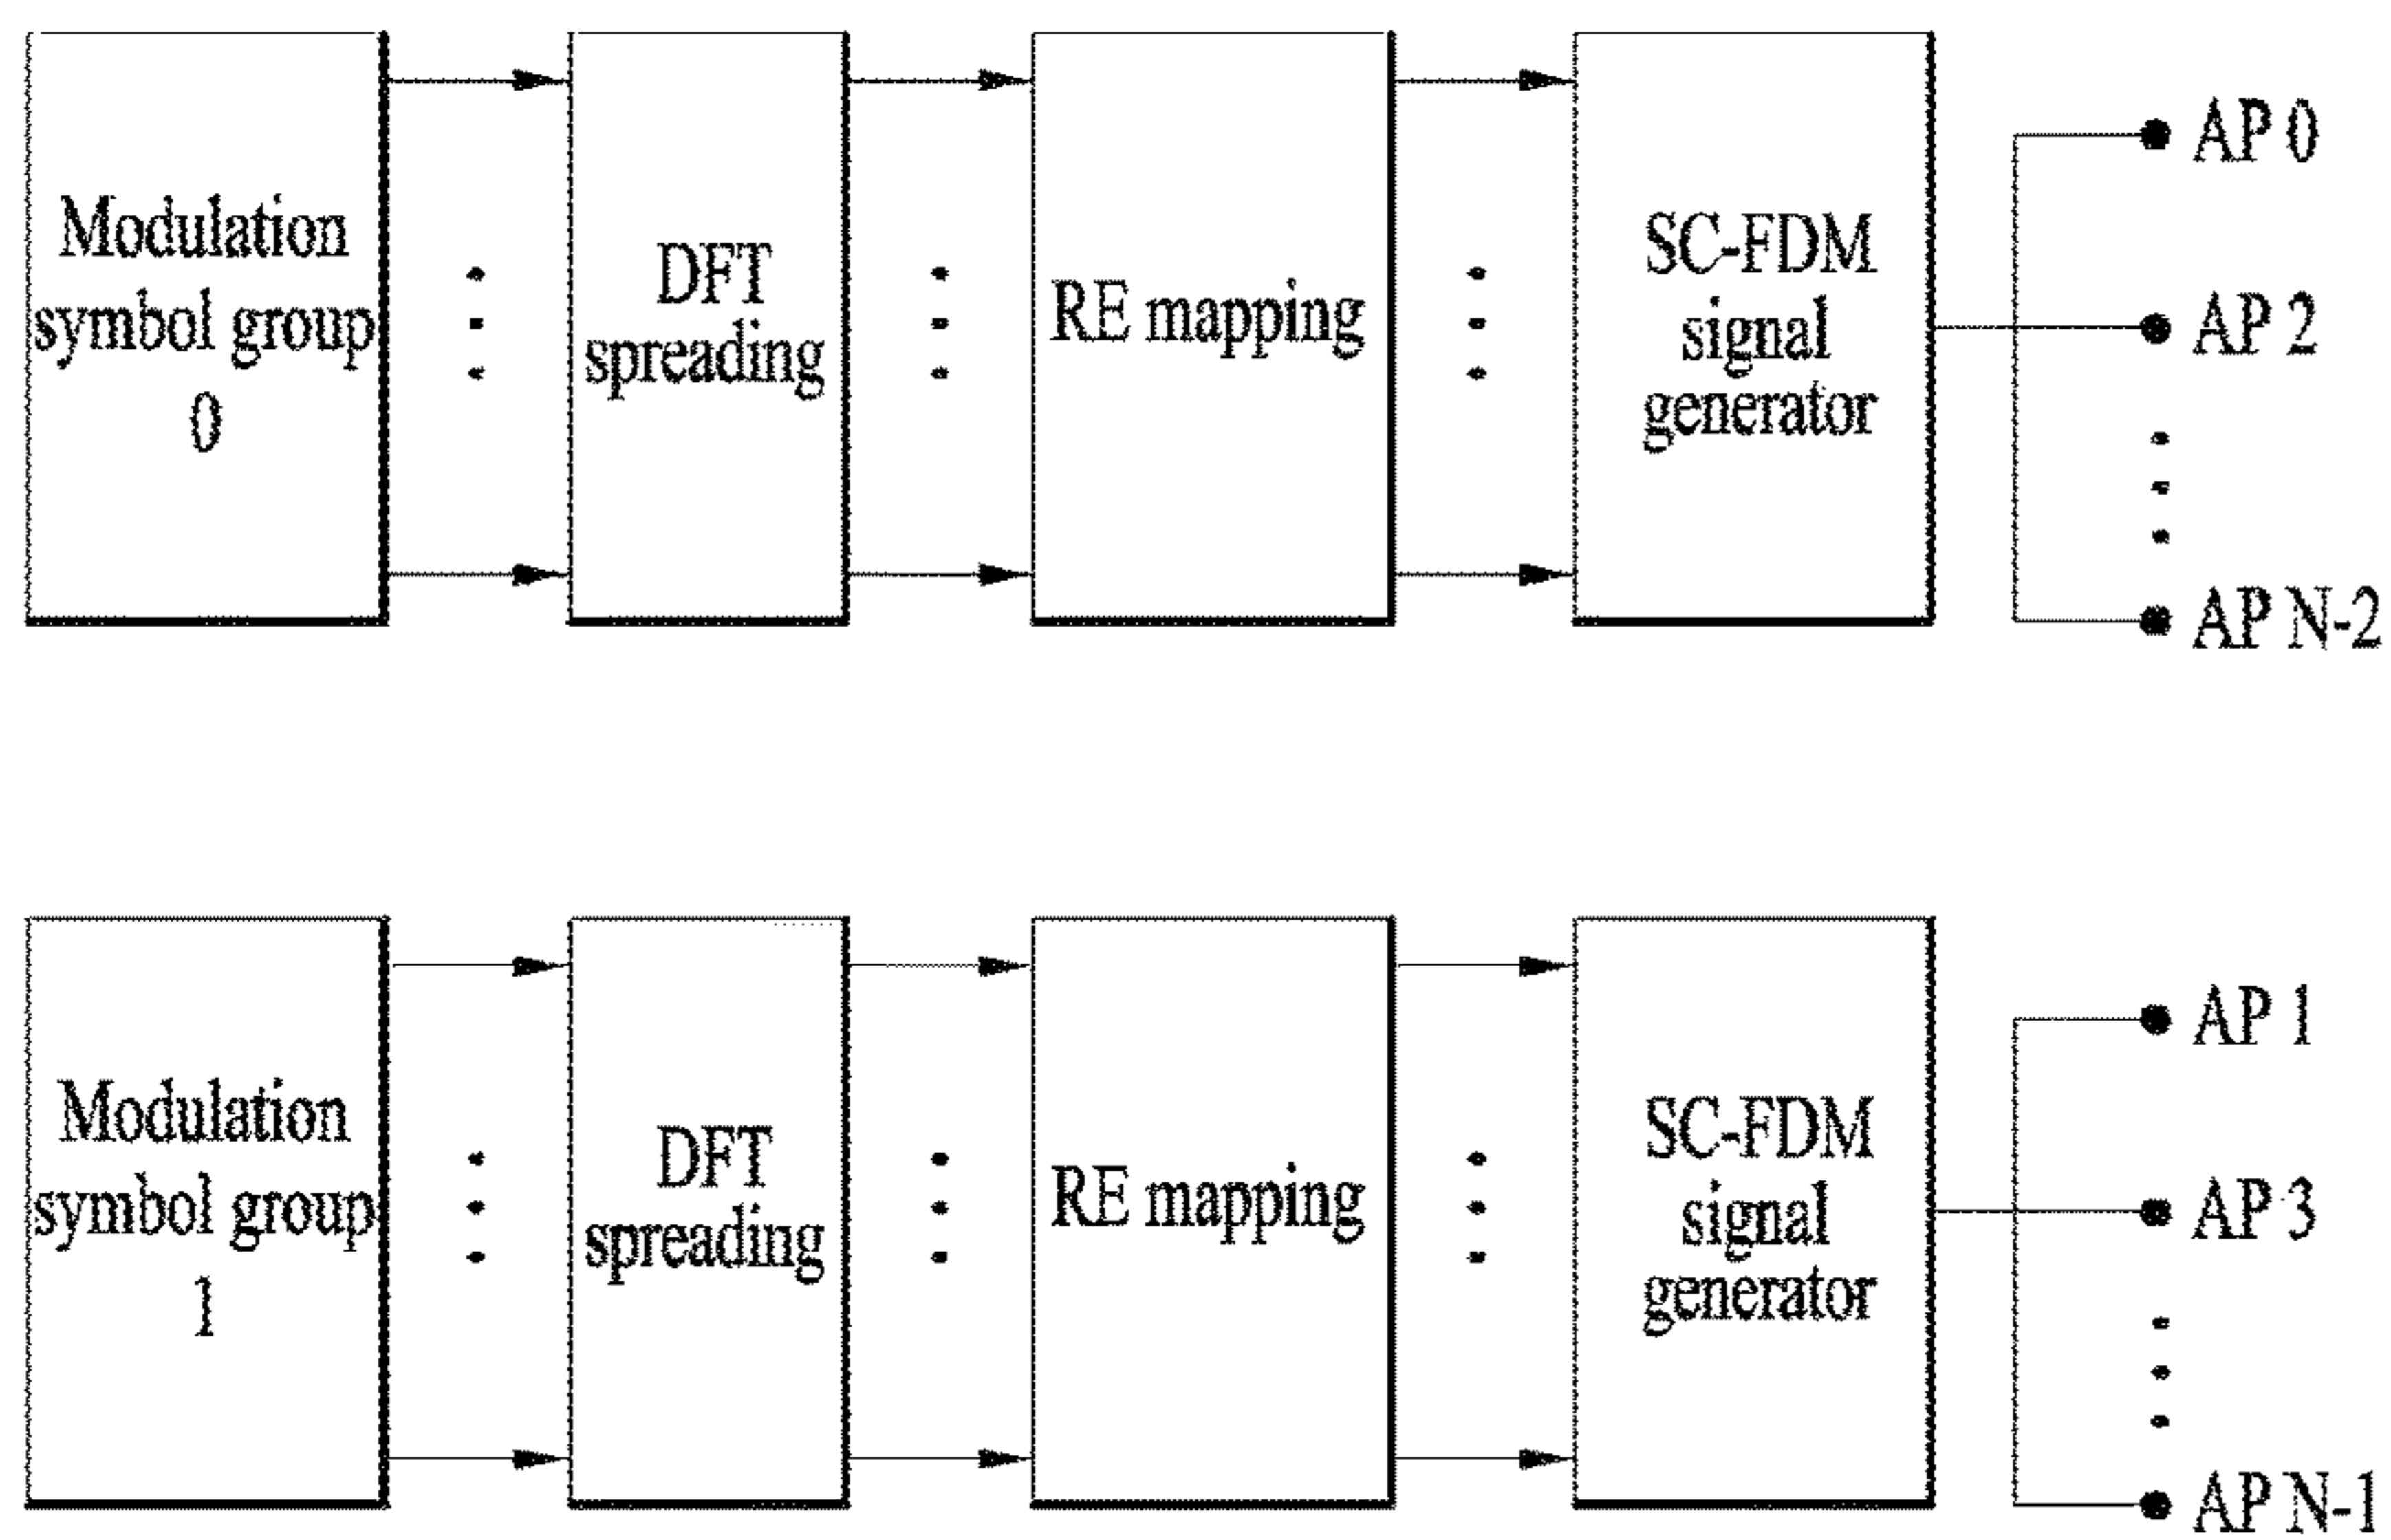 Modulation
symbol group
0
DFT
spreading
RE mapping
SC-FDM
signal
generator
AP 0
AP 2
AP N-2
Modulation
symbol group
1
DFT
spreading
RE mapping
SC-FDM
signal
generator
AP 1
AP 3
AP N-1